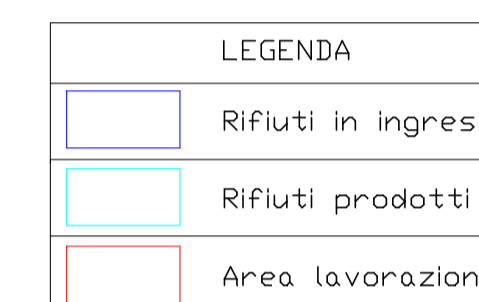 LEGENDA
Rifiuti in ingres
Rifiuti prodotti
Area lavorazion